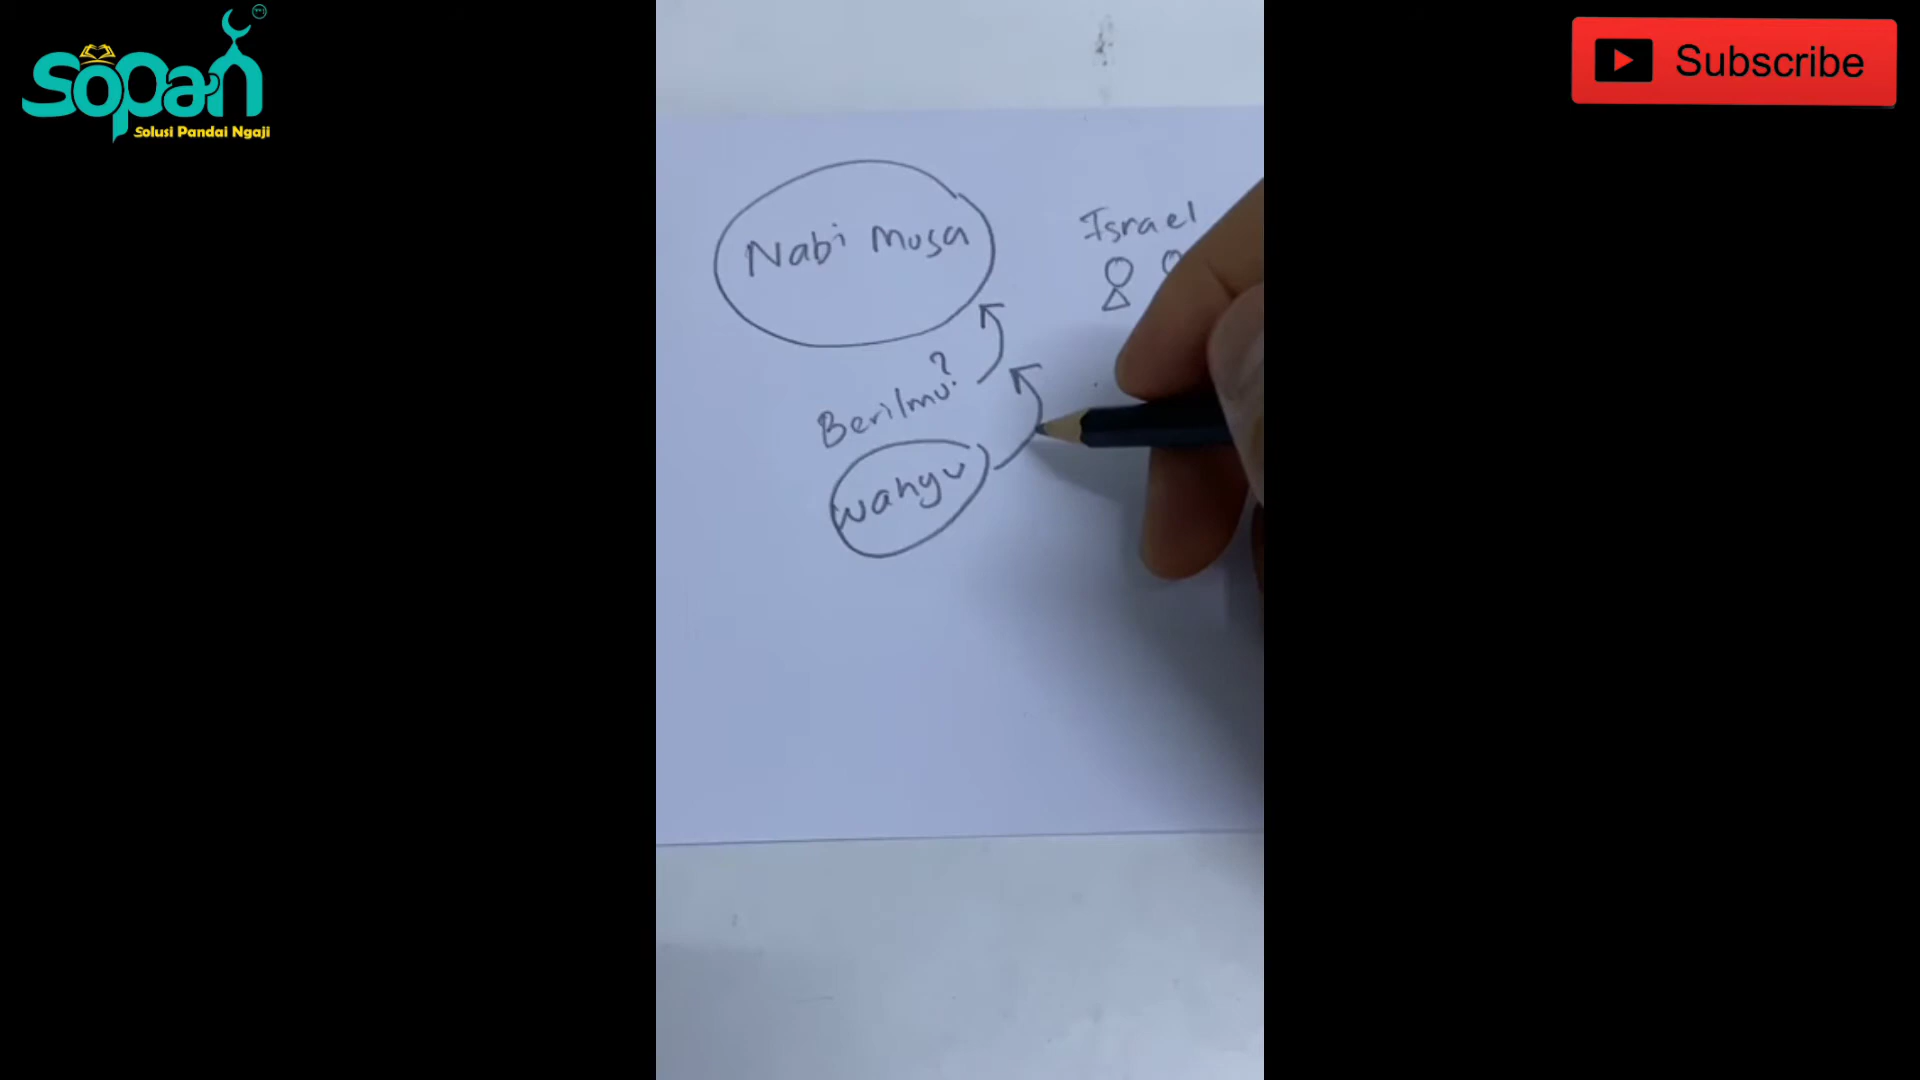 Sopan
Solusi Pandai Ngaji
Subscribe
Nabi Musa
Israel
Berilmu?
wahyu